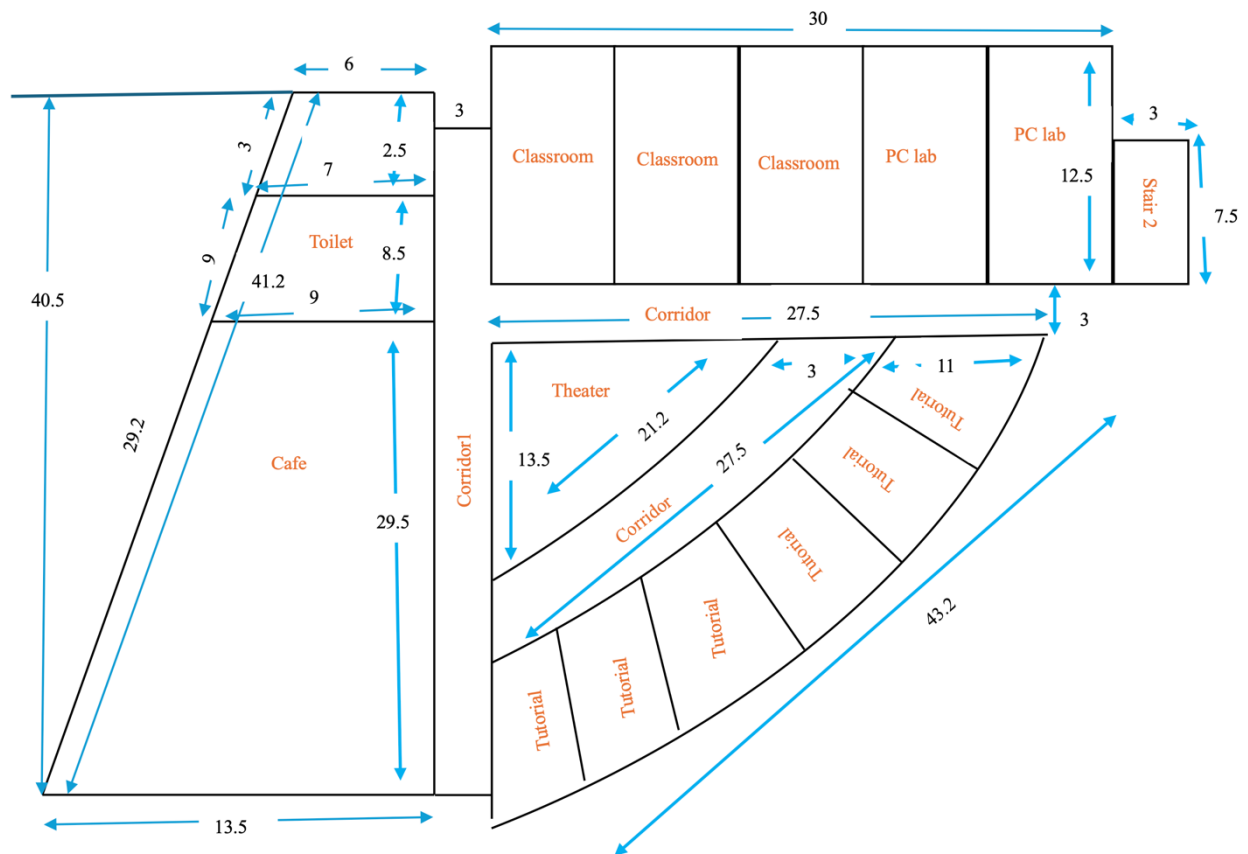 30
6
3
3
2.5
7
Classroom
Classroom
Classroom
PC lab
PC lab
12.5
3
Stair 2
7.5
Toilet
8.5
9
41.2
9
40.5
Corridor
27.5
3
Theater
3
11
Tutorial
21.2
13.5
27.5
Tutorial
29.2
Cafe
Corridor1
29.5
Corridor
Tutorial
43.2
Tutorial
Tutorial
Tutorial
13.5